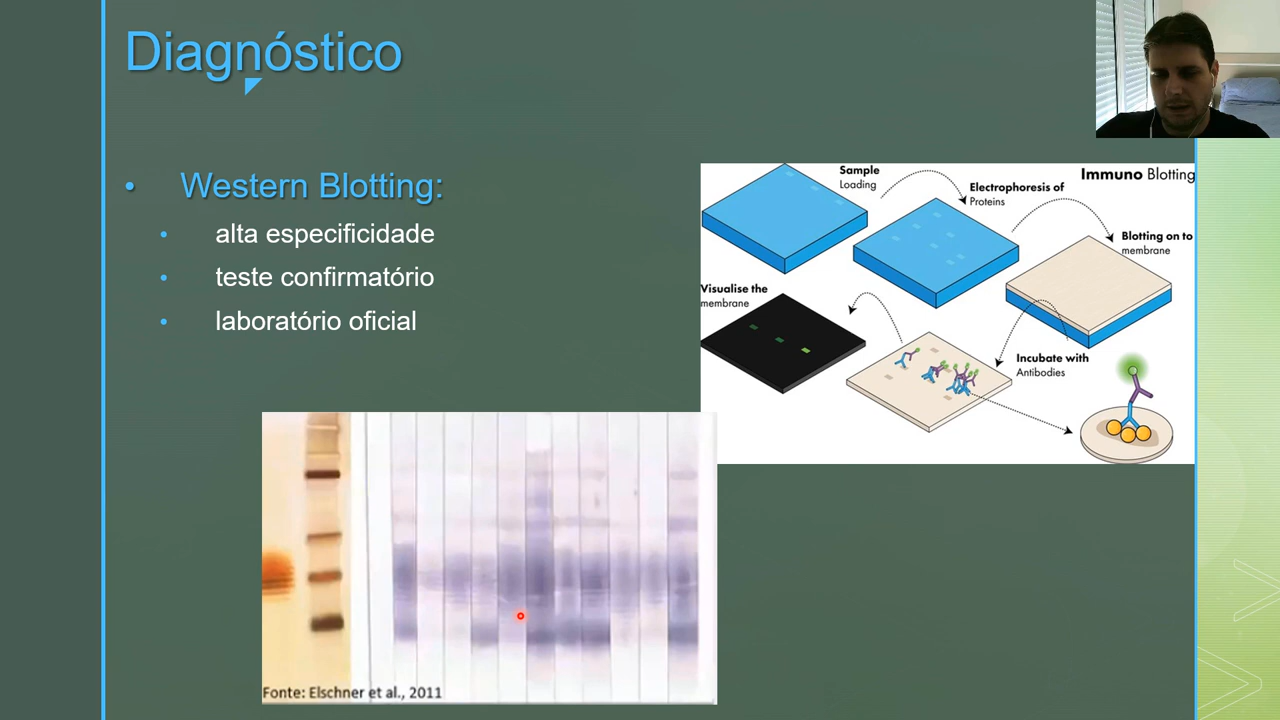 Diagnóstico
• Western Blotting:
• alta especificidade
• teste confirmatório
• laboratório oficial
Immuno Blotting
Sample
Loading
Electrophoresis of
Proteins
Blotting on to
membrane
Visualise the
membrane
Incubate with
Antibodies
Fonte: Elschner et al., 2011